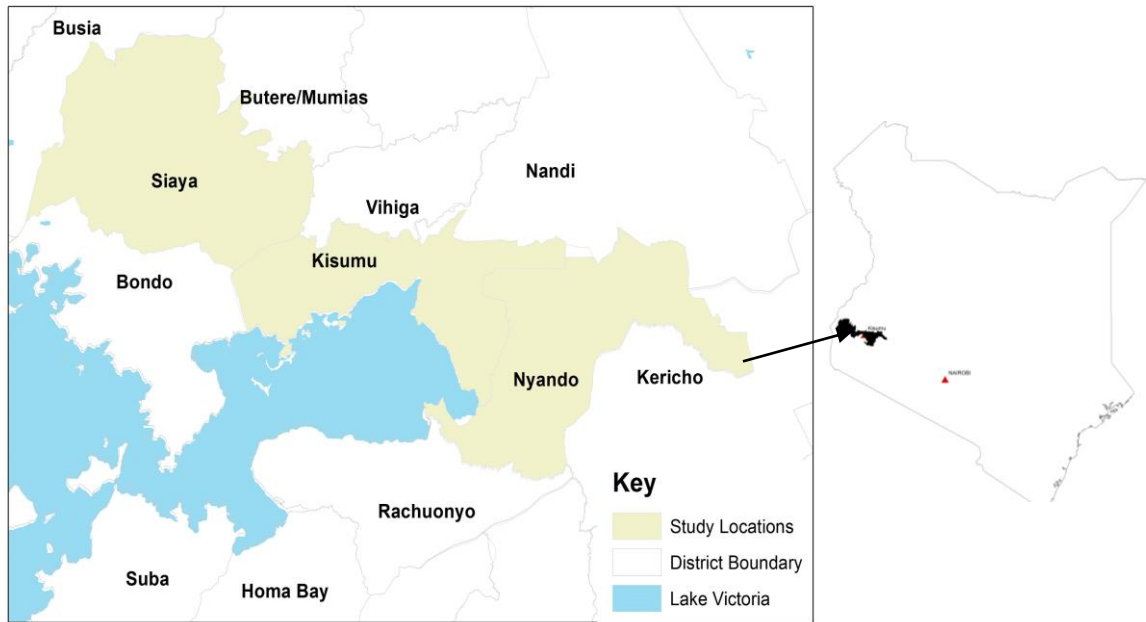 Busia
Butere/Mumias
Siaya
Nandi
Vihiga
Kisumu
Bondo
Nyando
Kericho
Rachuonyo
Suba
Homa Bay
Key
Study Locations
District Boundary
Lake Victoria
Kisumu
NAIROBI